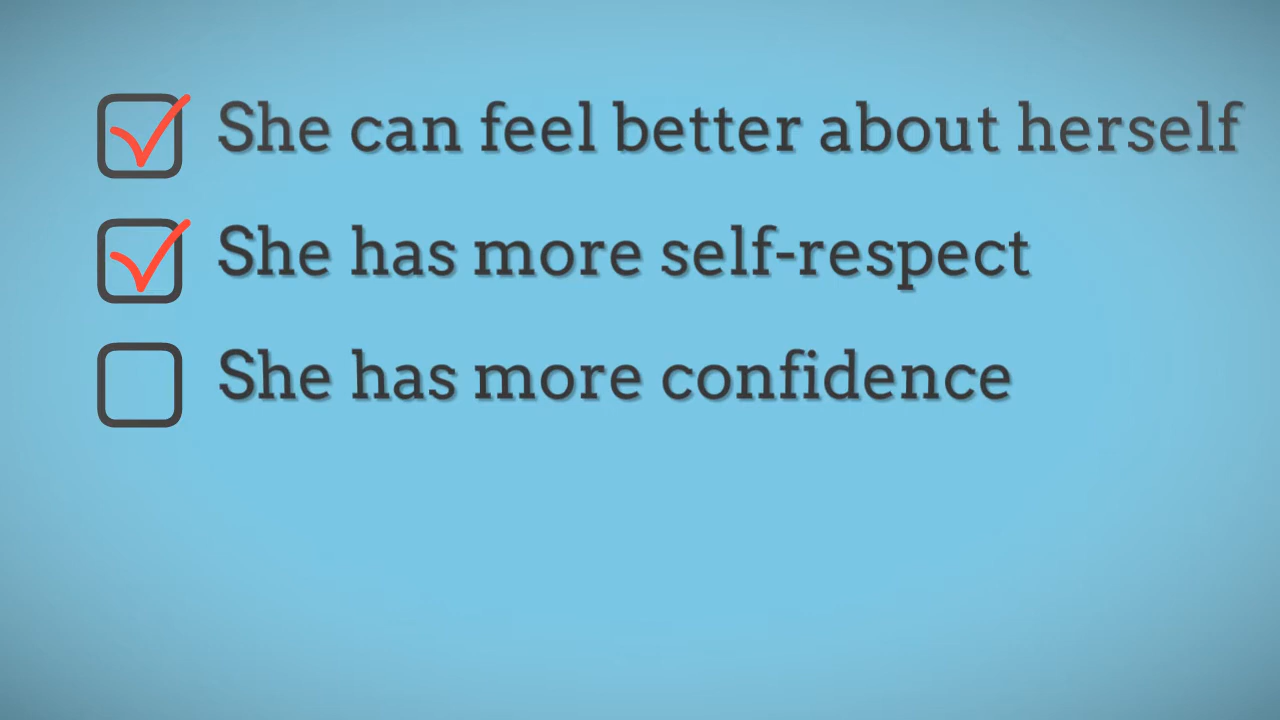 She can feel better about herself
She has more self-respect
She has more confidence